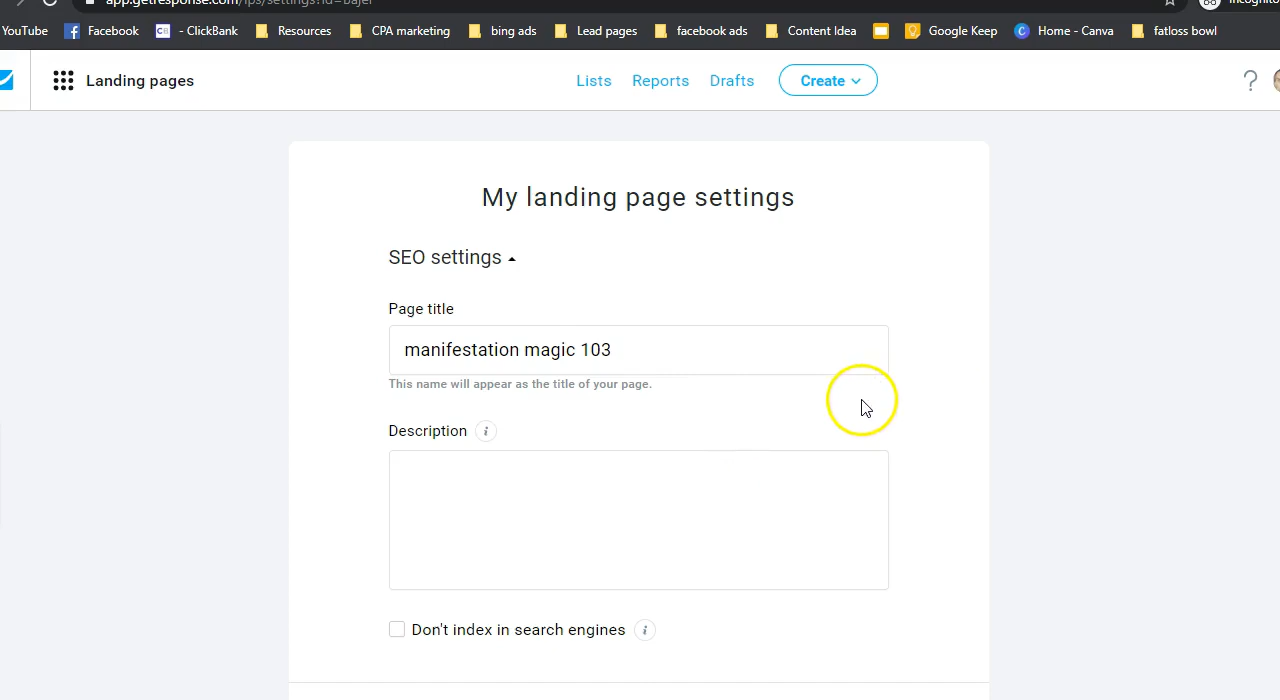 app.getresponse.com/lps/settings?id=bajer
Incognito
YouTube Facebook CB - ClickBank Resources CPA marketing bing ads Lead pages facebook ads Content Idea Google Keep C Home - Canva fatloss bowl
Landing pages Lists Reports Drafts Create ?
My landing page settings
SEO settings
Page title
manifestation magic 103
This name will appear as the title of your page.
Description i
Don't index in search engines i